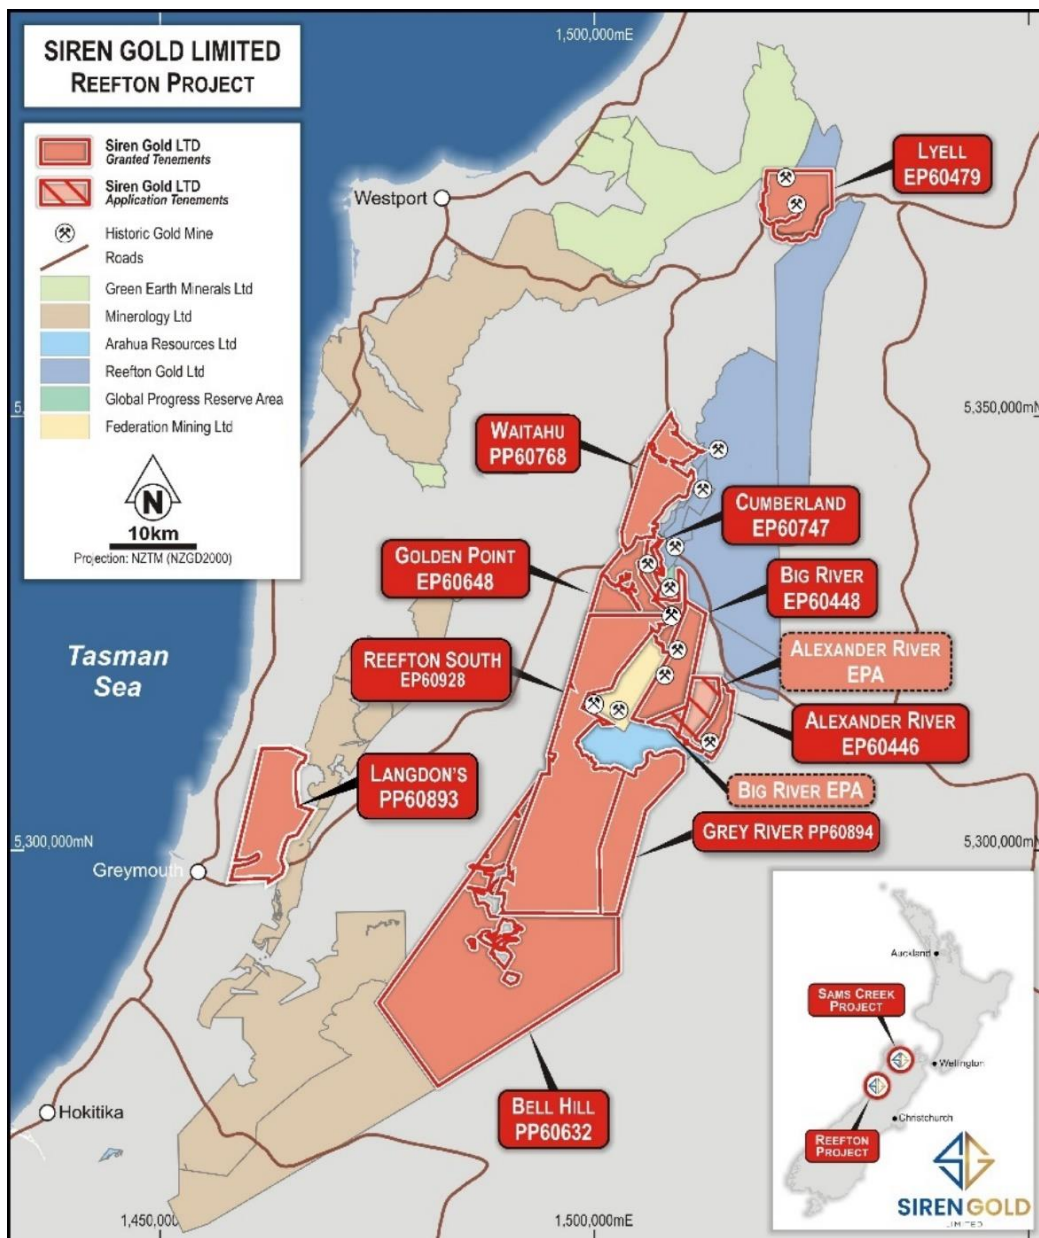 SIREN GOLD LIMITED
REEFTON PROJECT
Siren Gold LTD
Granted Tenements
Siren Gold LTD
Application Tenements
Historic Gold Mine
Roads
Green Earth Minerals Ltd
Minerology Ltd
Arahua Resources Ltd
Reefton Gold Ltd
Global Progress Reserve Area
Federation Mining Ltd
N
10km
Projection: NZTM (NZGD2000)
1,500,000mE
Westport
LYELL
EP60479
5,350,000mN
WAITAHU
PP60768
CUMBERLAND
EP60747
GOLDEN POINT
EP60648
BIG RIVER
EP60448
Tasman
Sea
REEFTON SOUTH
EP60928
ALEXANDER RIVER
EPA
ALEXANDER RIVER
EP60446
LANGDON'S
PP60893
BIG RIVER EPA
GREY RIVER PP60894
5,300,000mN
5,300,000mN
Greymouth
BELL HILL
PP60632
Hokitika
1,450,000
1,500,000mE
Auckland
SAMS CREEK
PROJECT
Wellington
Christchurch
REEFTON
PROJECT
SIREN GOLD
LIMITED